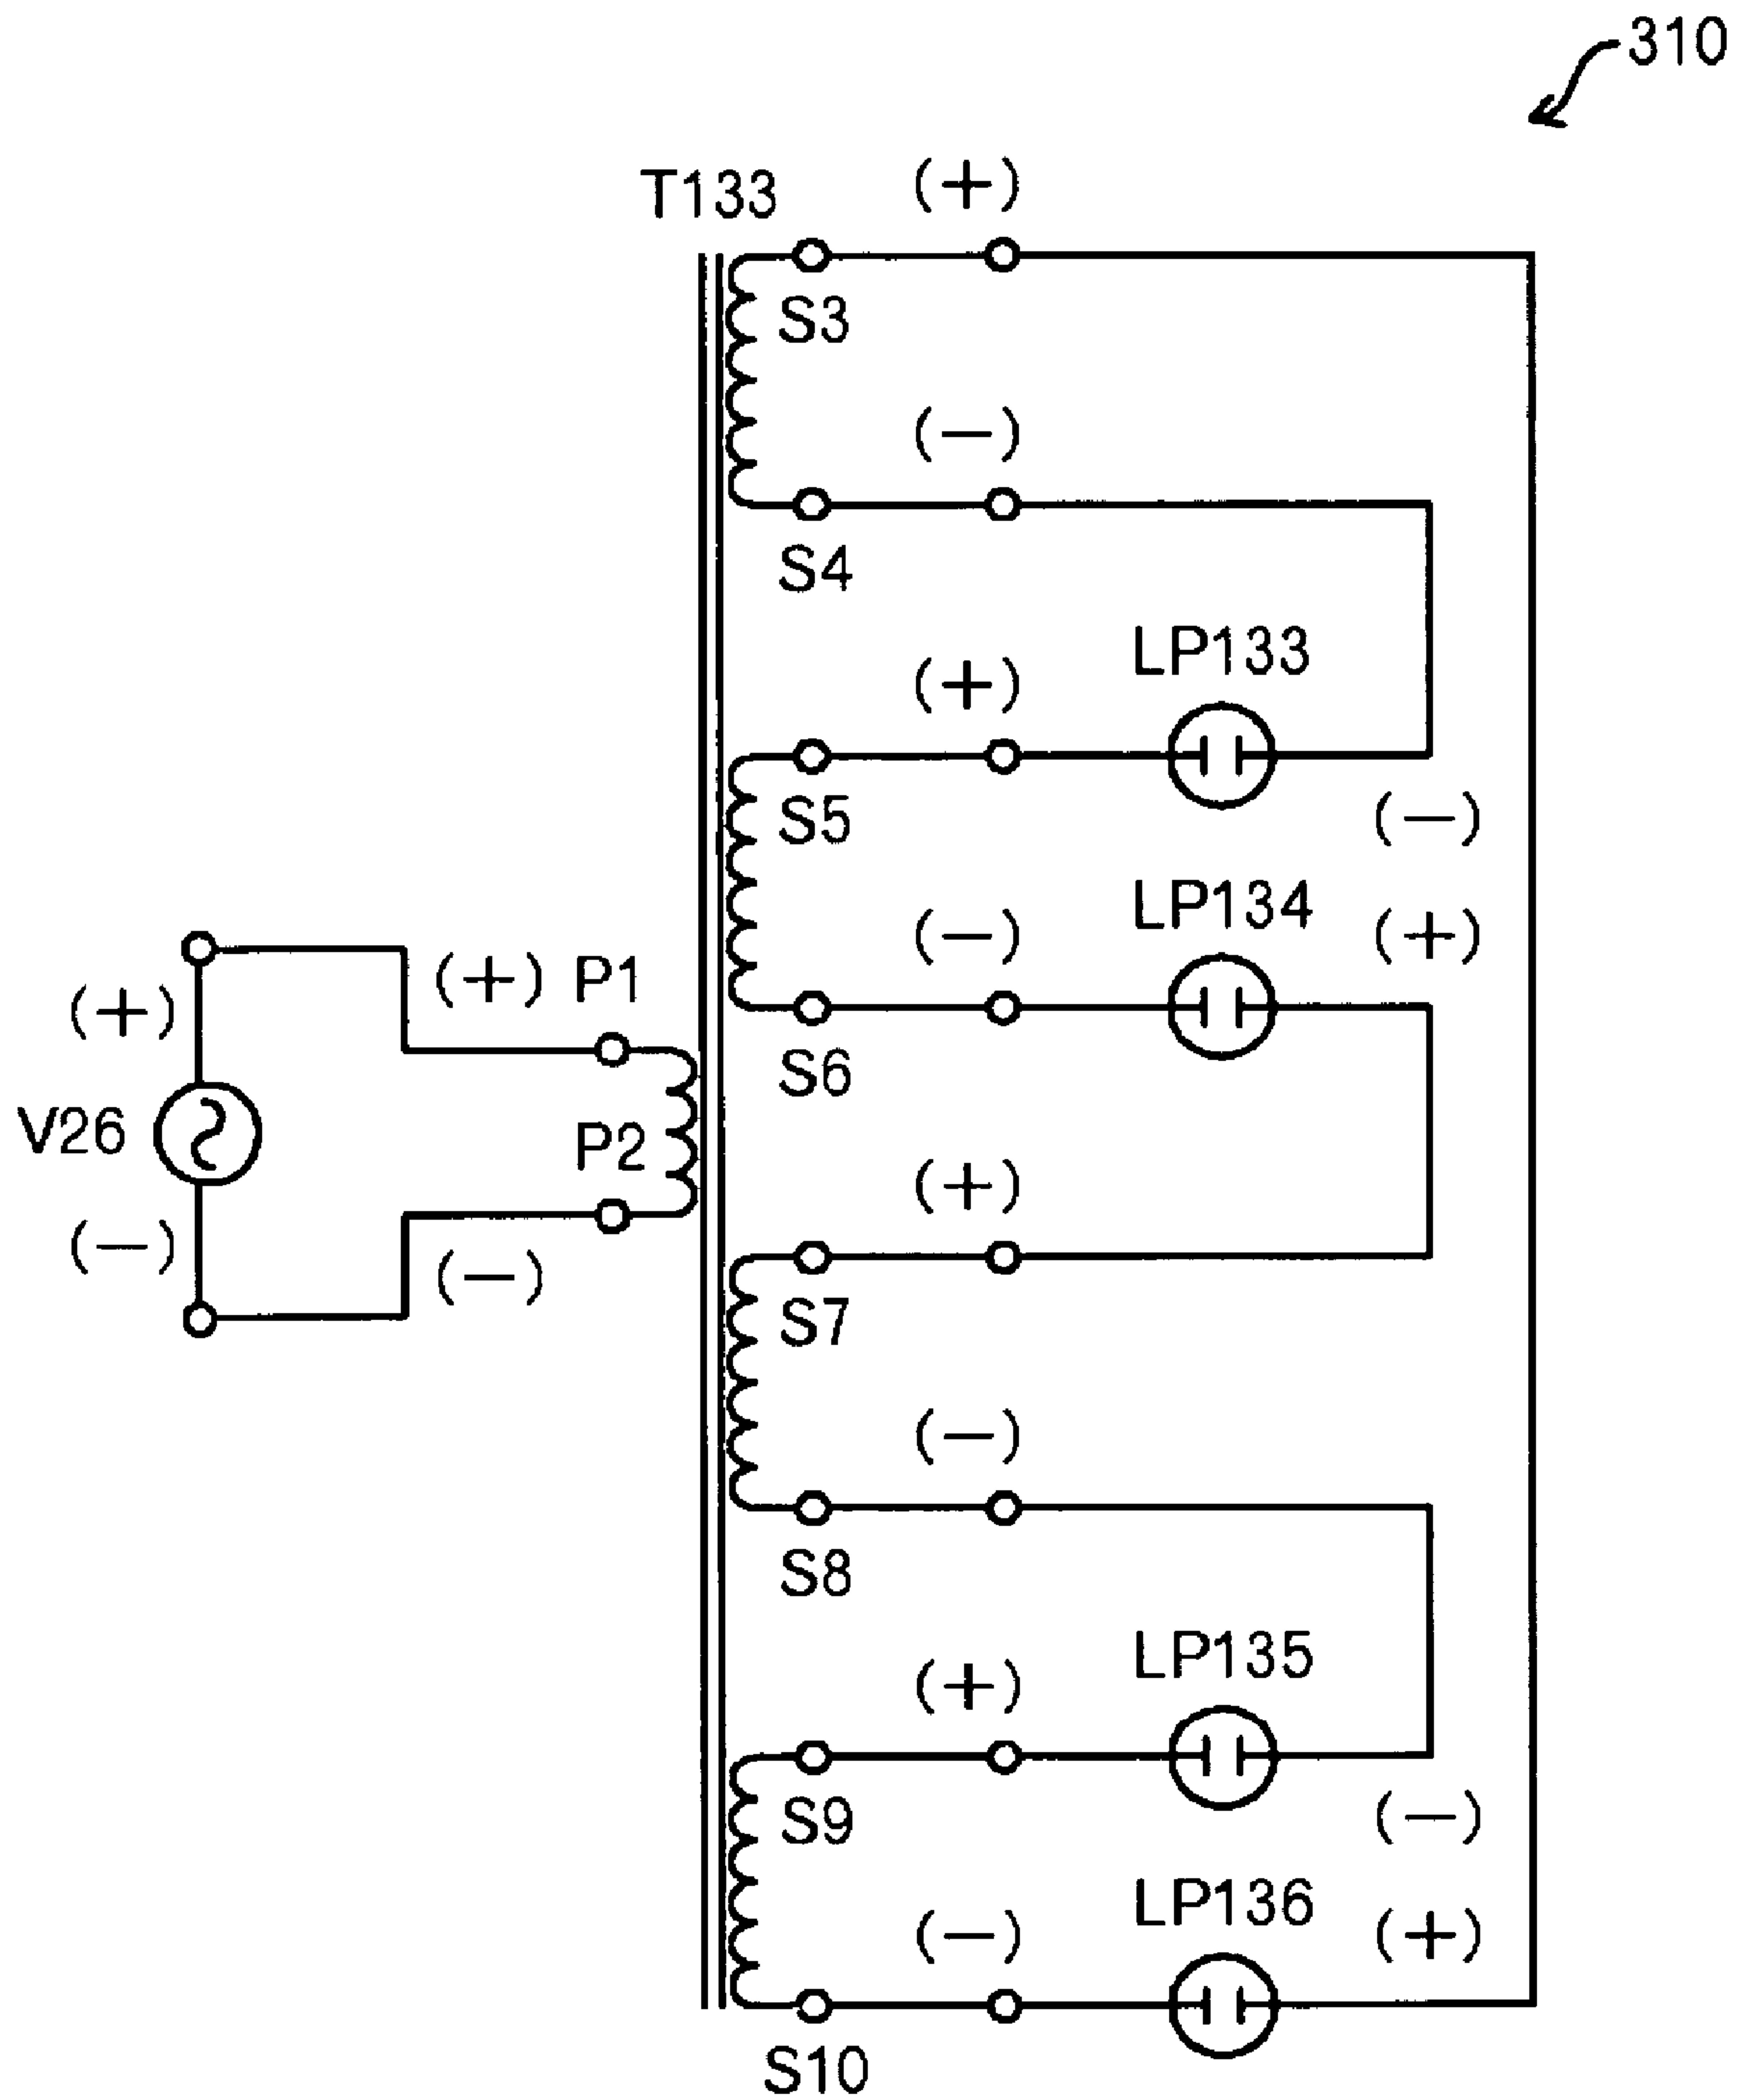 310
T133
(+)
S3
(−)
S4
LP133
(+)
S5
(−)
LP134
(−)
(+)
S6
(+) P1
(+)
V26
P2
(−)
(−)
(+)
S7
(−)
S8
LP135
(+)
S9
(−)
LP136
(−)
(+)
S10